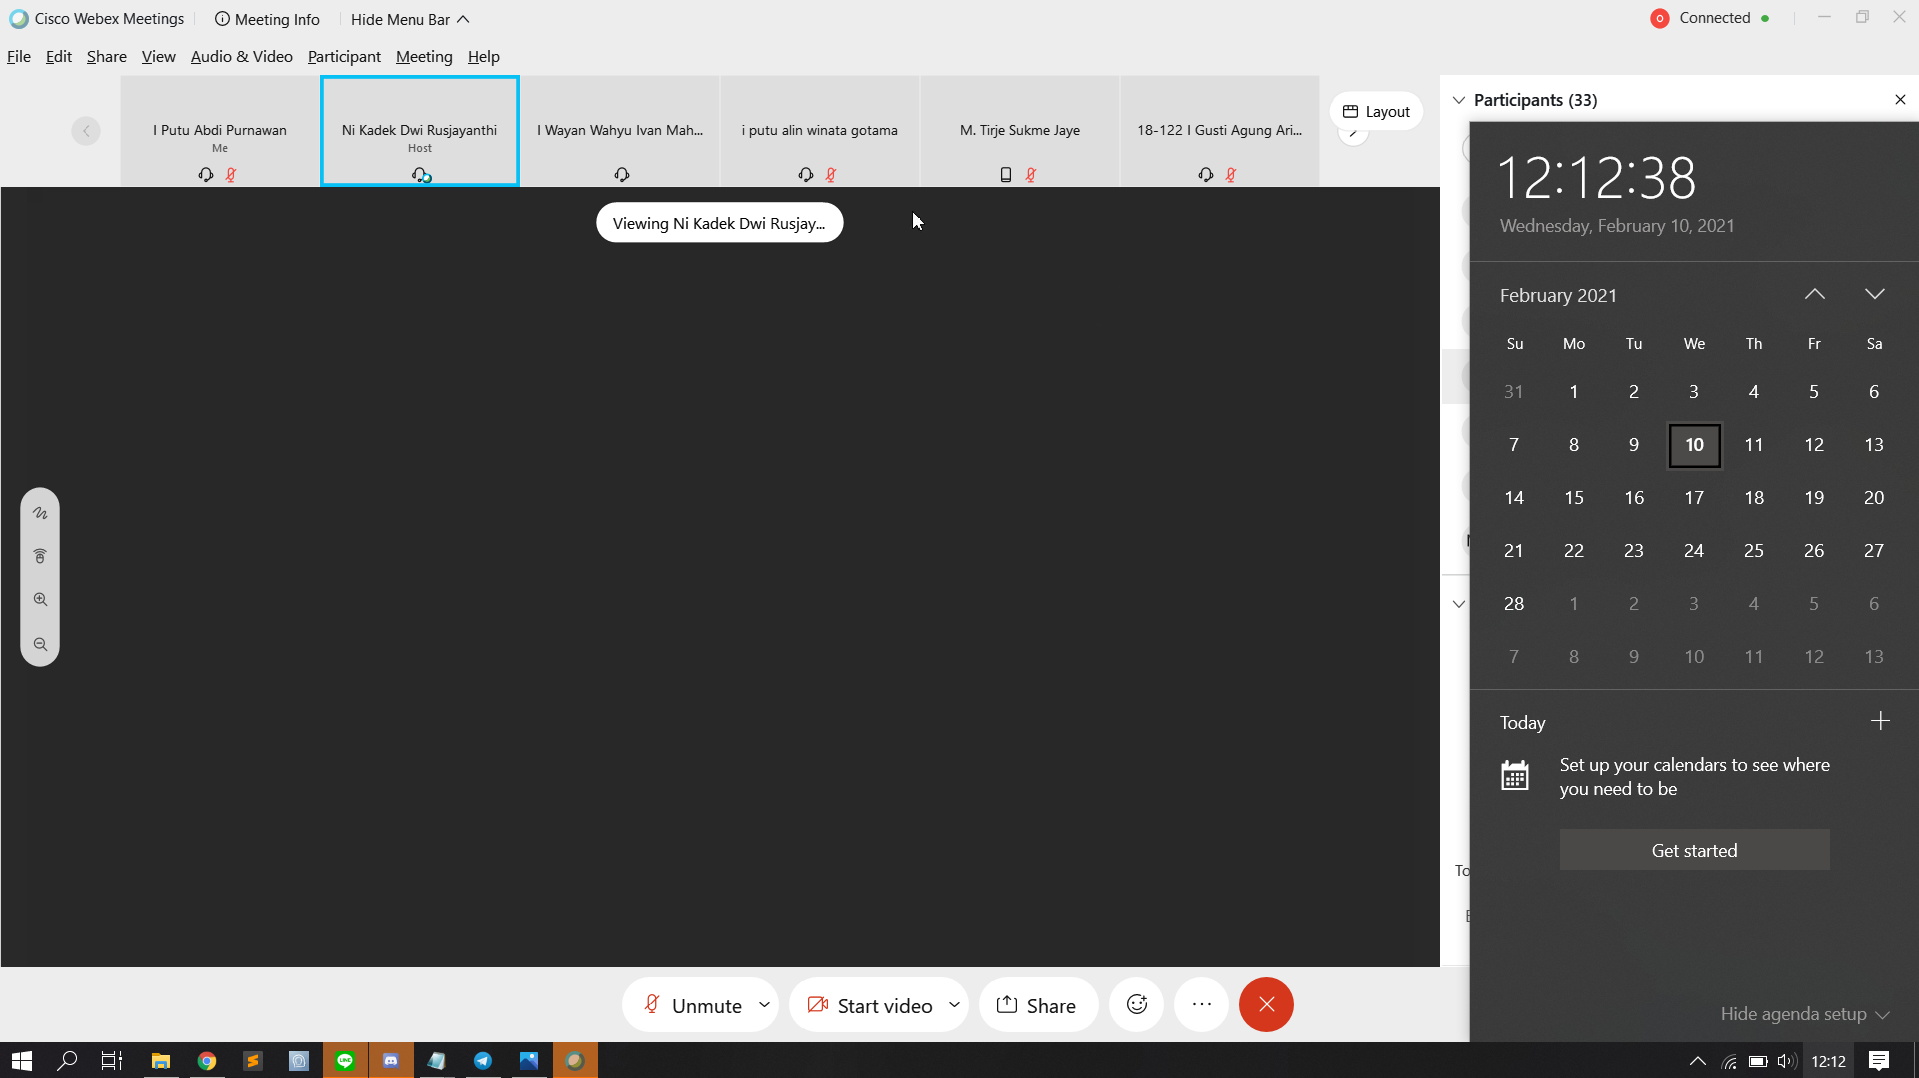 Cisco Webex Meetings
Meeting Info
Hide Menu Bar
Connected
File Edit Share View Audio & Video Participant Meeting Help
I Putu Abdi Purnawan
Me
Ni Kadek Dwi Rusjayanthi
Host
I Wayan Wahyu Ivan Mah...
i putu alin winata gotama
M. Tirje Sukme Jaye
18-122 I Gusti Agung Ari...
Layout
Participants (33)
Viewing Ni Kadek Dwi Rusjay...
12:12:38
Wednesday, February 10, 2021
February 2021
Su Mo Tu We Th Fr Sa
31 1 2 3 4 5 6
7 8 9 10 11 12 13
14 15 16 17 18 19 20
21 22 23 24 25 26 27
28 1 2 3 4 5 6
7 8 9 10 11 12 13
Today
Set up your calendars to see where
you need to be
Get started
To
Hide agenda setup
Unmute
Start video
Share
LINE
12:12